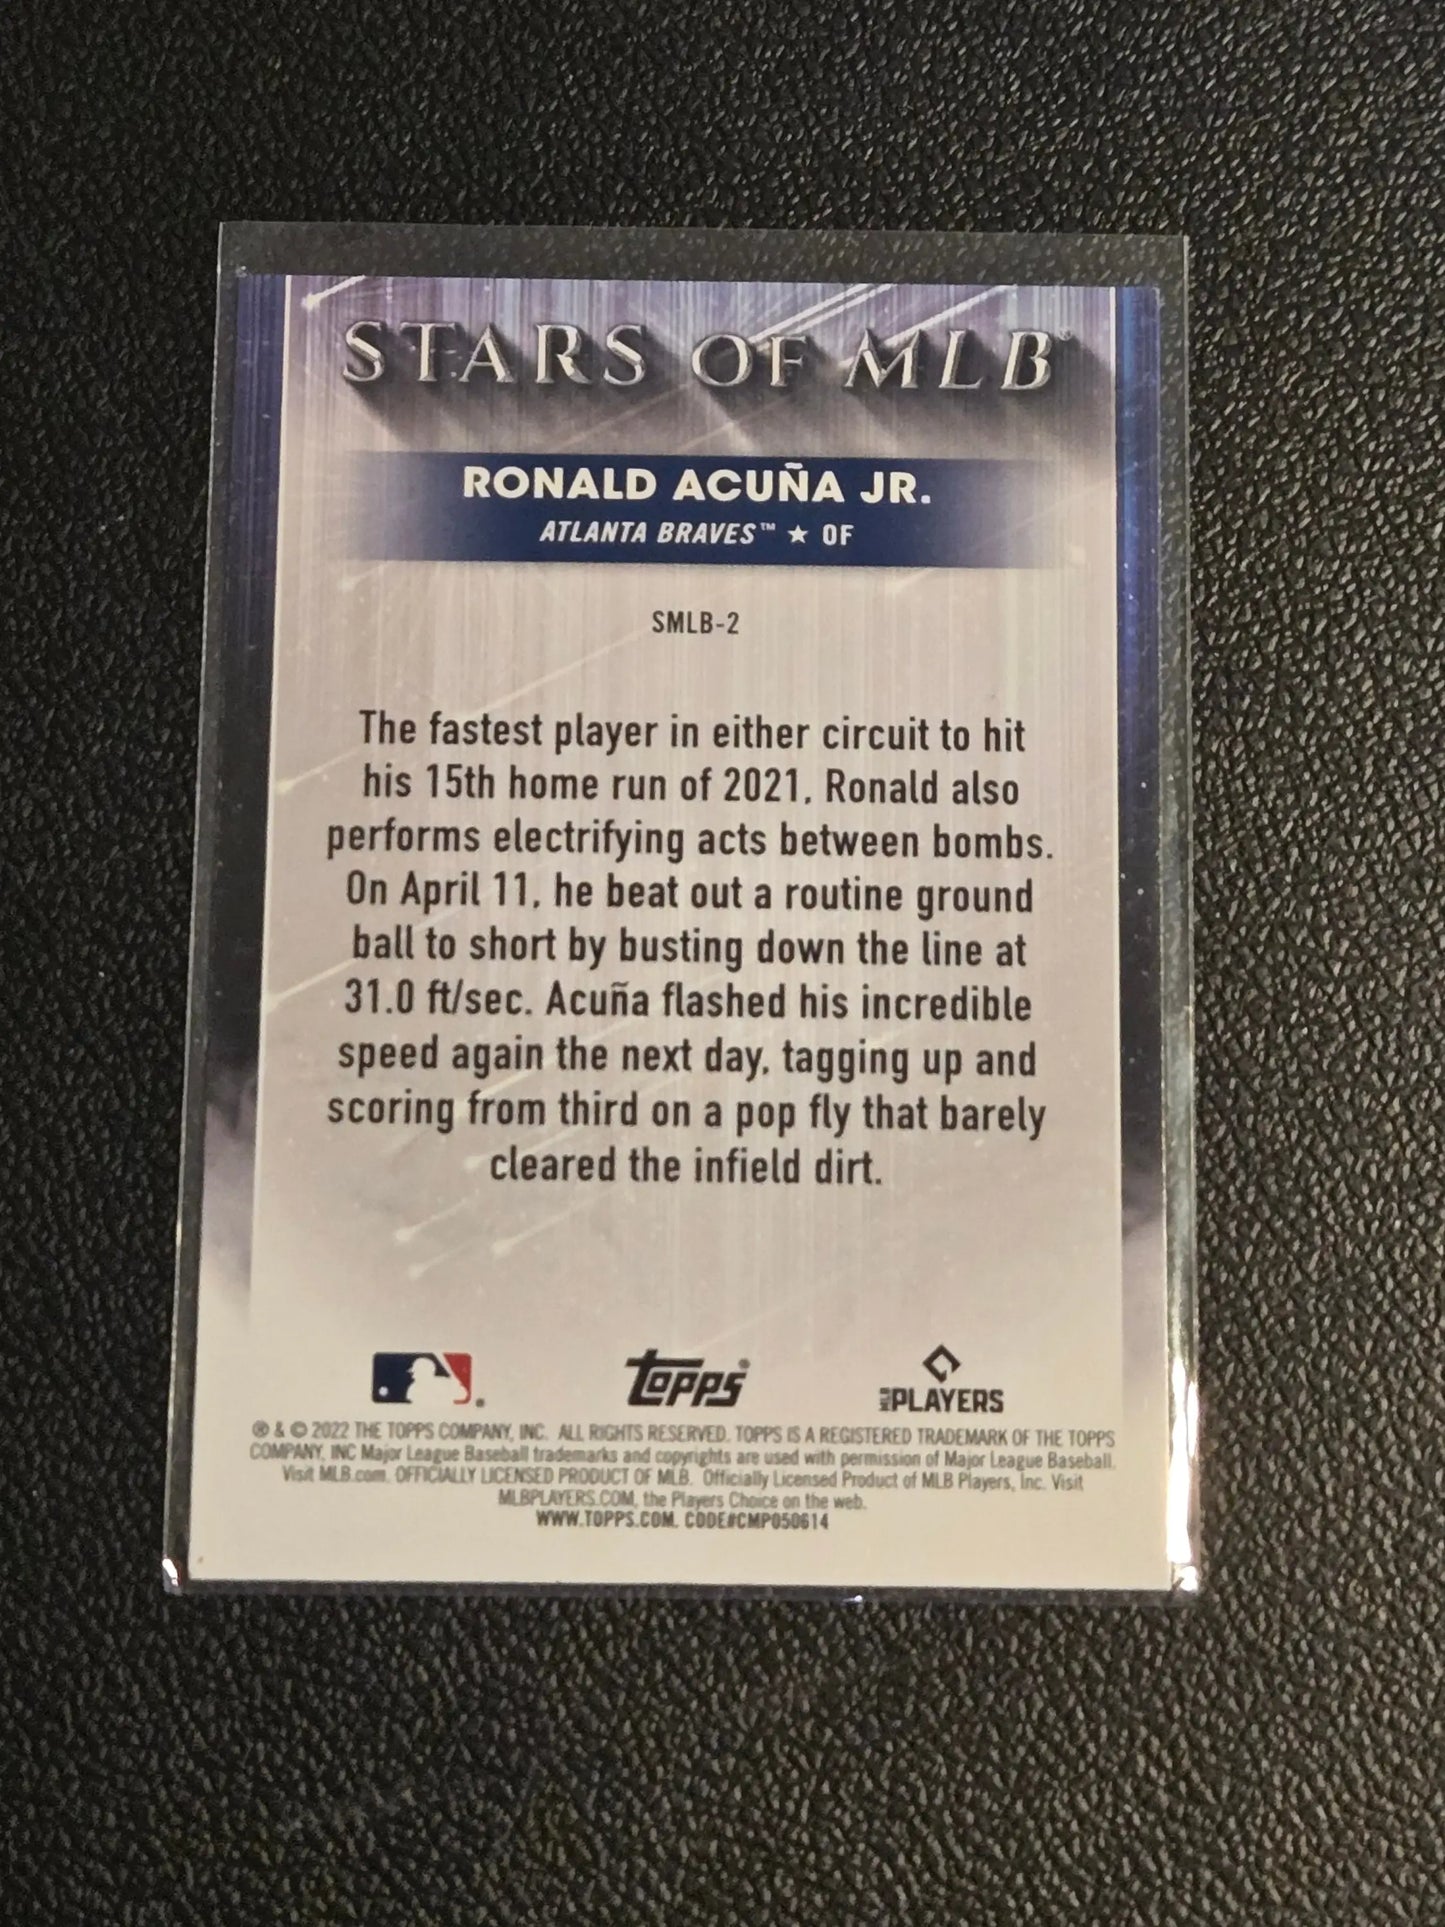 STARS OF MLB®
RONALD ACUÑA JR.
ATLANTA BRAVES™ ★ OF
SMLB-2
The fastest player in either circuit to hit
his 15th home run of 2021, Ronald also
performs electrifying acts between bombs.
On April 11, he beat out a routine ground
ball to short by busting down the line at
31.0 ft/sec. Acuña flashed his incredible
speed again the next day, tagging up and
scoring from third on a pop fly that barely
cleared the infield dirt.
topps®
MLB PLAYERS
® & © 2022 THE TOPPS COMPANY, INC. ALL RIGHTS RESERVED. TOPPS IS A REGISTERED TRADEMARK OF THE TOPPS
COMPANY, INC Major League Baseball trademarks and copyrights are used with permission of Major League Baseball.
Visit MLB.com. OFFICIALLY LICENSED PRODUCT OF MLB. Officially Licensed Product of MLB Players, Inc. Visit
MLBPLAYERS.COM, the Players Choice on the web.
WWW.TOPPS.COM. CODE#CMP050614